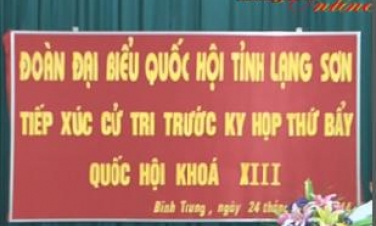 online
ĐOÀN ĐẠI BIỂU QUỐC HỘI TỈNH LẠNG SƠN
TIẾP XÚC CỬ TRI TRƯỚC KỲ HỌP THỨ BẨY
QUỐC HỘI KHOÁ XIII
Bình Trung, ngày 24 tháng